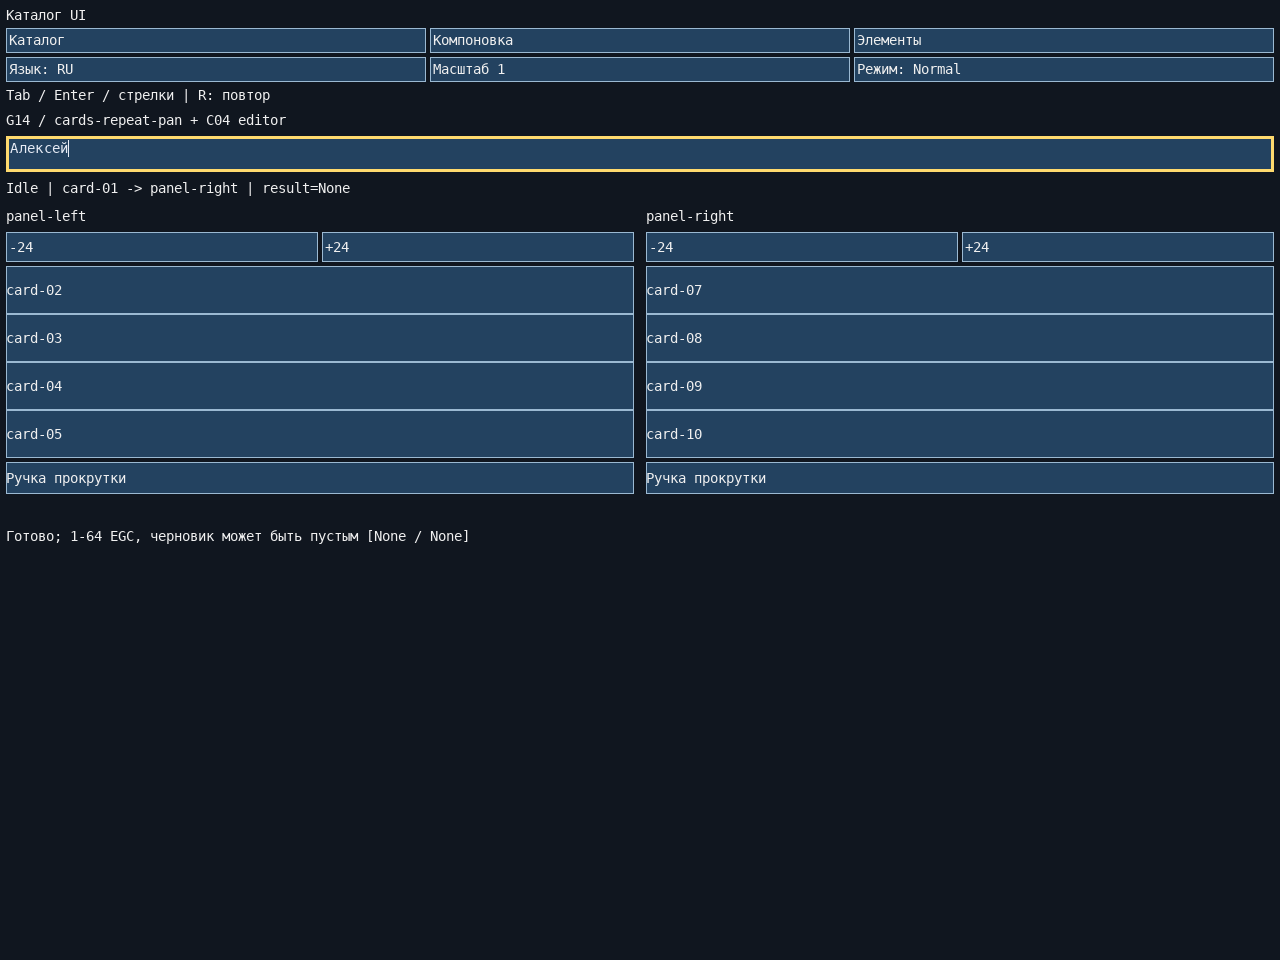 Каталог UI
Каталог Компоновка Элементы
Язык: RU Масштаб 1 Режим: Normal
Tab / Enter / стрелки | R: повтор
G14 / cards-repeat-pan + C04 editor
Алексей
Idle | card-01 -> panel-right | result=None
panel-left panel-right
-24 +24 -24 +24
card-02 card-07
card-03 card-08
card-04 card-09
card-05 card-10
Ручка прокрутки Ручка прокрутки
Готово; 1-64 EGC, черновик может быть пустым [None / None]